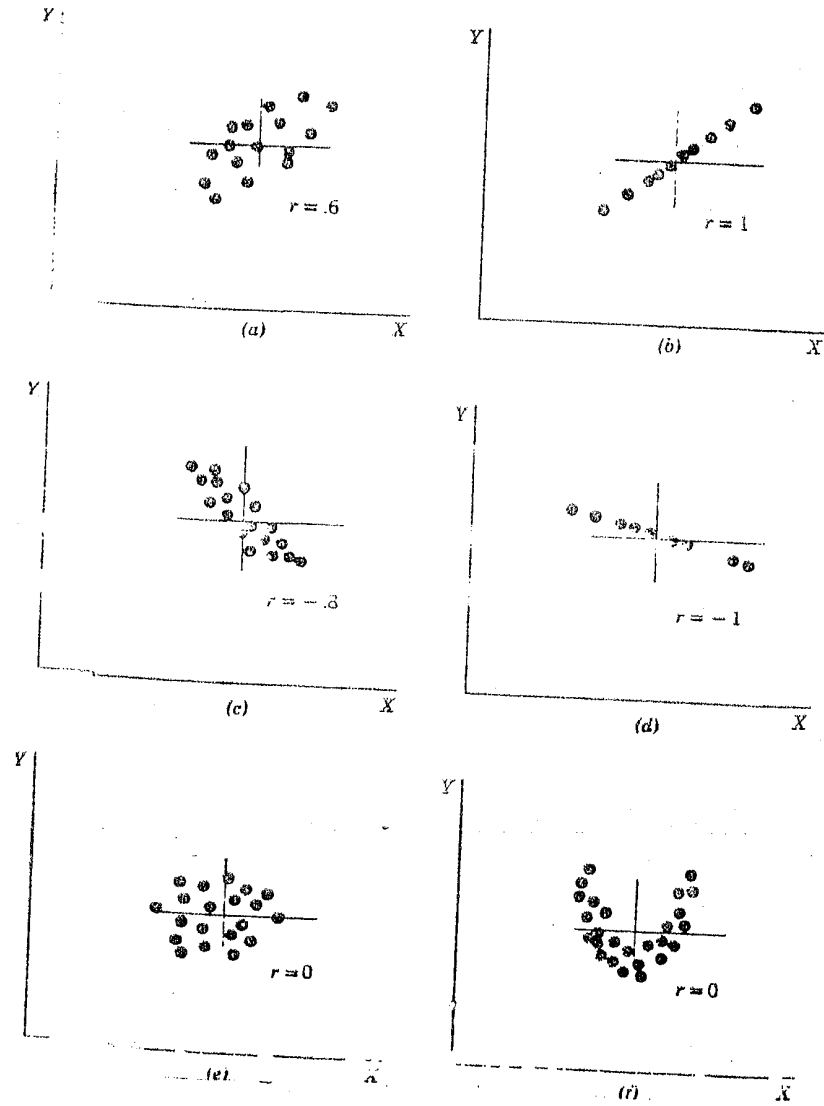 Y
r = .6
X
(a)
Y
r = 1
X
(b)
Y
r = − .8
X
(c)
Y
r = − 1
X
(d)
Y
r = 0
X
(e)
Y
r = 0
X
(f)